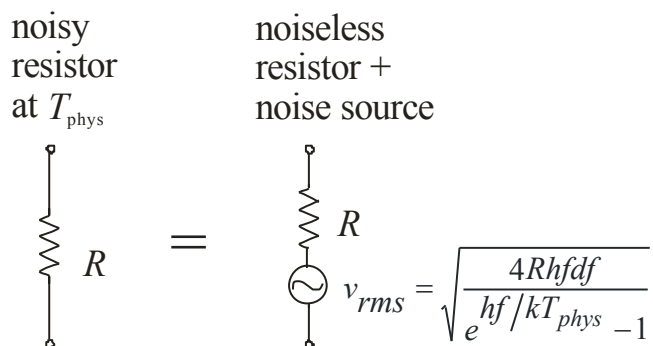 noisy
resistor
at T_phys
noiseless
resistor +
noise source
R
=
R
v_rms = √(4Rhfdf / (e^(hf/kT_phys) −1))